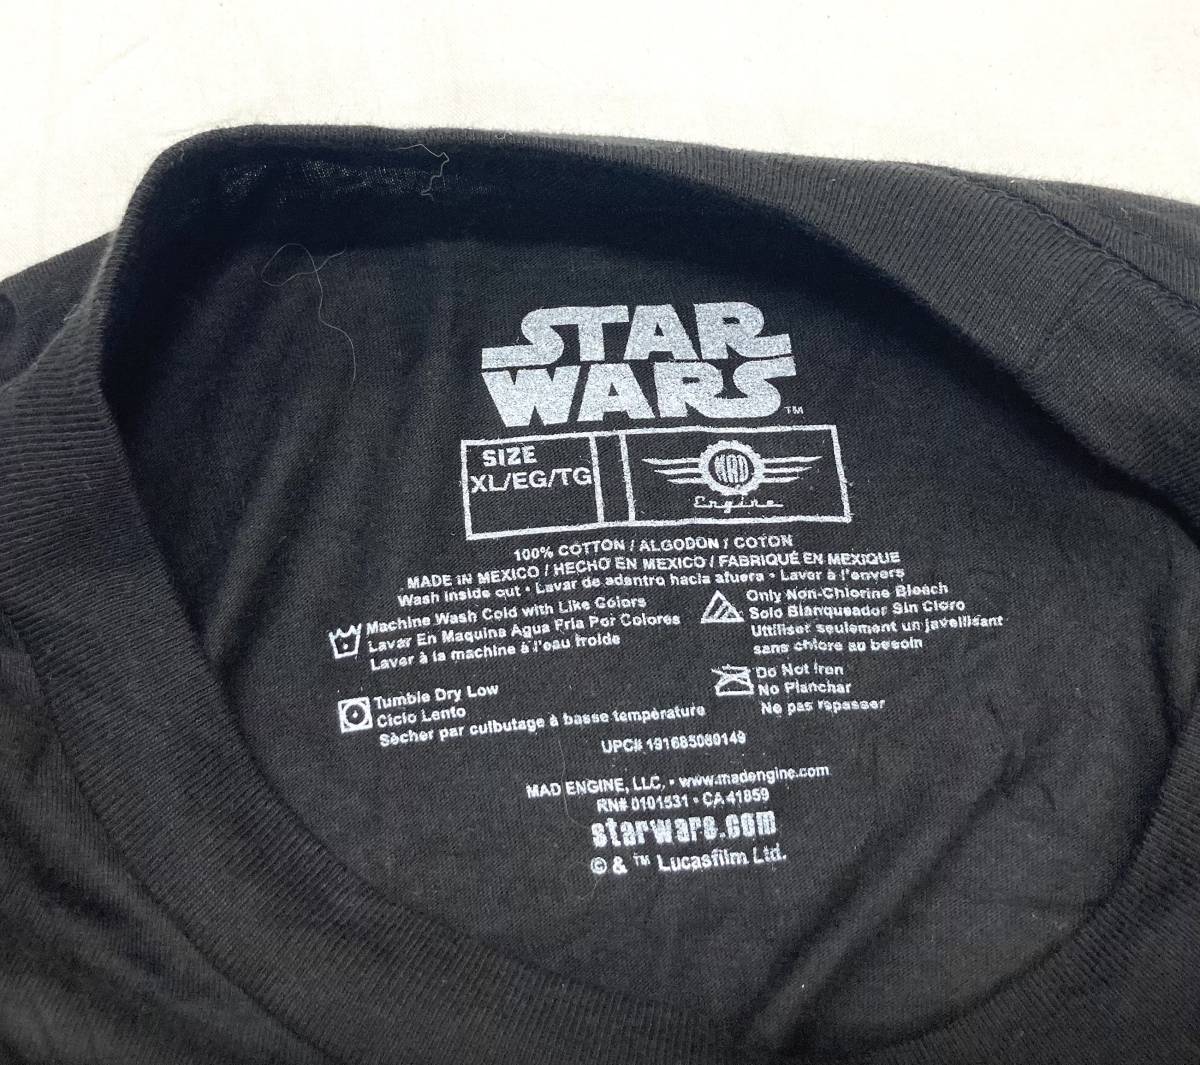 STAR
WARS™
SIZE
XL/EG/TG
MAD
Engine
100% COTTON / ALGODON / COTON
MADE IN MEXICO / HECHO EN MEXICO / FABRIQUÉ EN MEXIQUE
Wash inside out • Lavar de adantro hacia afuera • Laver à l'envers
Machine Wash Cold with Like Colors
Lavar En Maquina Agua Fria Por Colores
Laver à la machine à l'eau froide
Only Non-Chlorine Bleach
Solo Blanqueador Sin Cloro
Uttiliser seulement un javellisant
sans chlore au besoin
Tumble Dry Low
Ciclo Lento
Sècher par culbutage à basse température
Do Not Iron
No Planchar
Ne pas repasser
UPC# 191685080149
MAD ENGINE, LLC. • www.madengine.com
RN# 0101531 • CA 41859
starwars.com
© & ™ Lucasfilm Ltd.